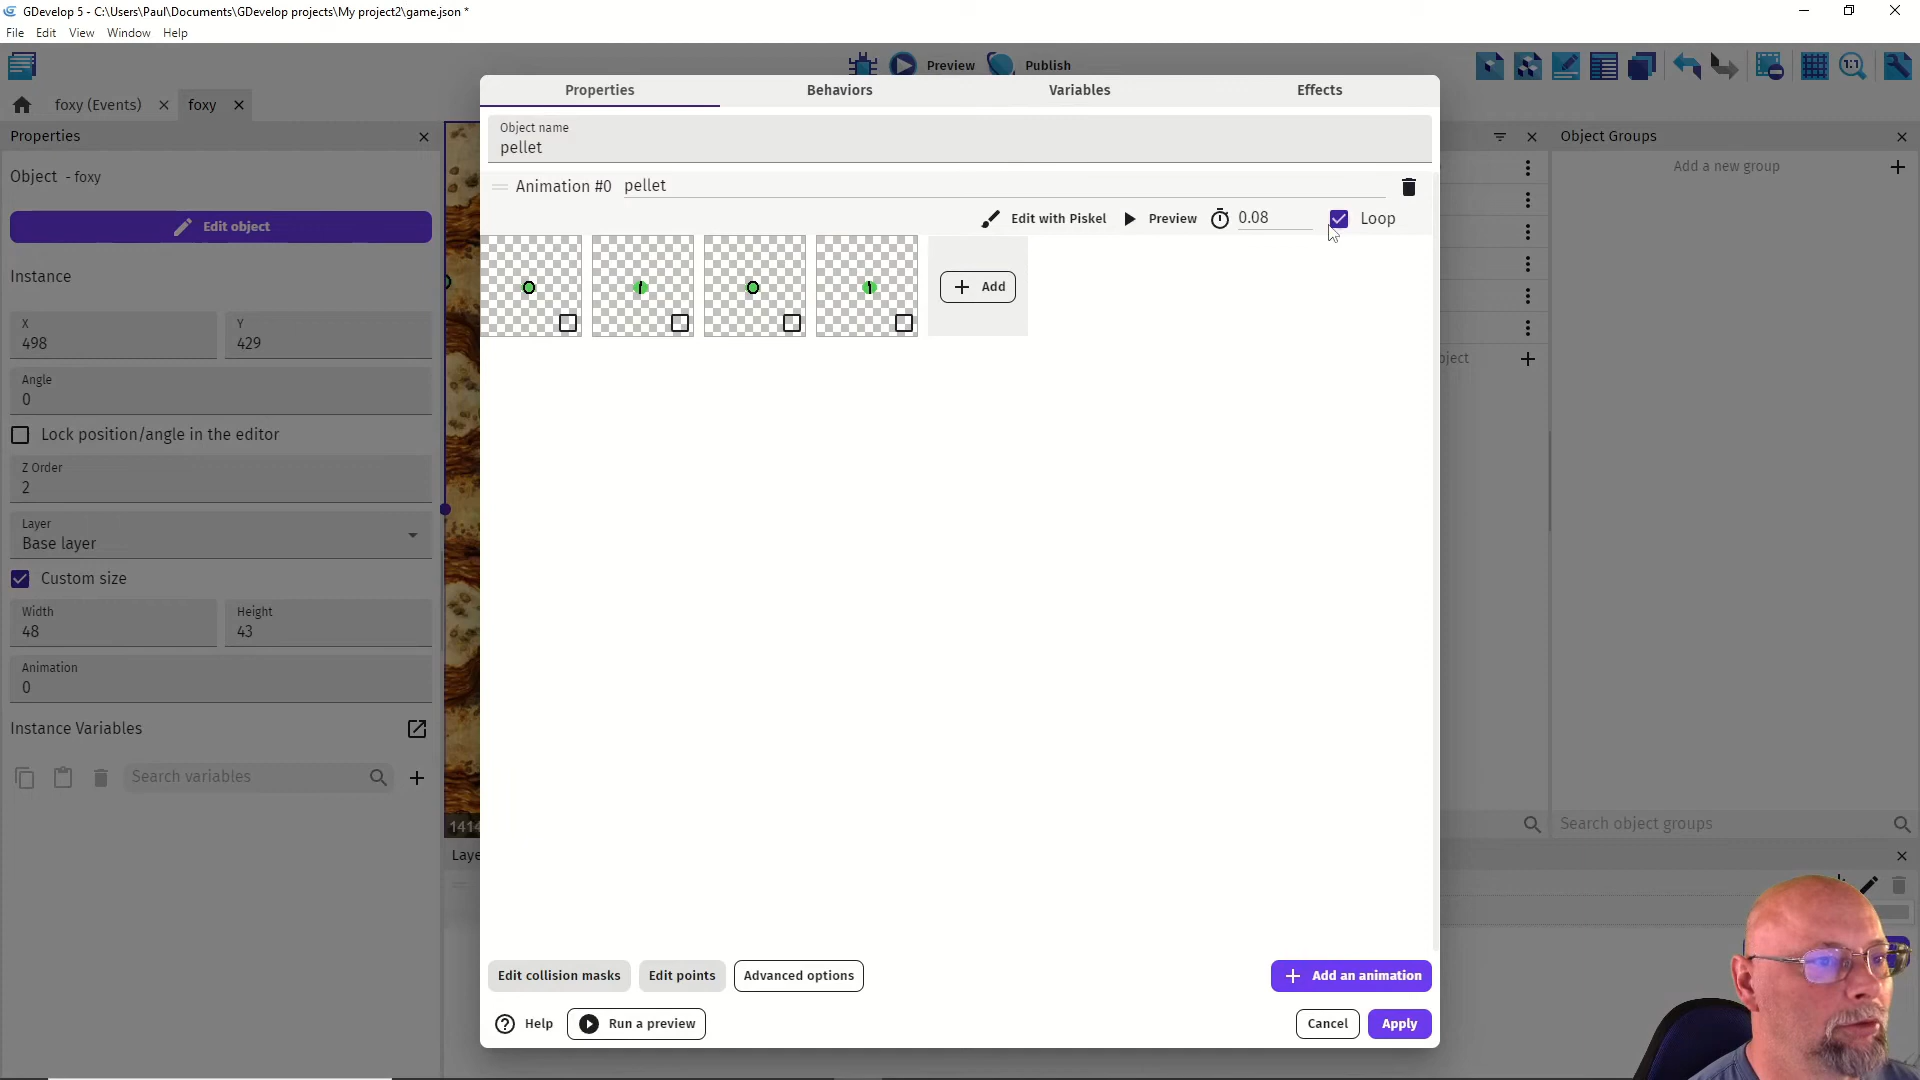 GDevelop 5 - C:\Users\Paul\Documents\GDevelop projects\My project2\game.json *
File Edit View Window Help
Preview Publish
foxy (Events) foxy
Properties
Object - foxy
Edit object
Instance
X
498
Y
429
Angle
0
Lock position/angle in the editor
Z Order
2
Layer
Base layer
Custom size
Width
48
Height
43
Animation
0
Instance Variables
Search variables
1414
Laye
Properties Behaviors Variables Effects
Object name
pellet
Animation #0 pellet
Edit with Piskel Preview 0.08 Loop
Add
Edit collision masks Edit points Advanced options Add an animation
Help Run a preview Cancel Apply
1:1
bject
Object Groups
Add a new group
Search object groups